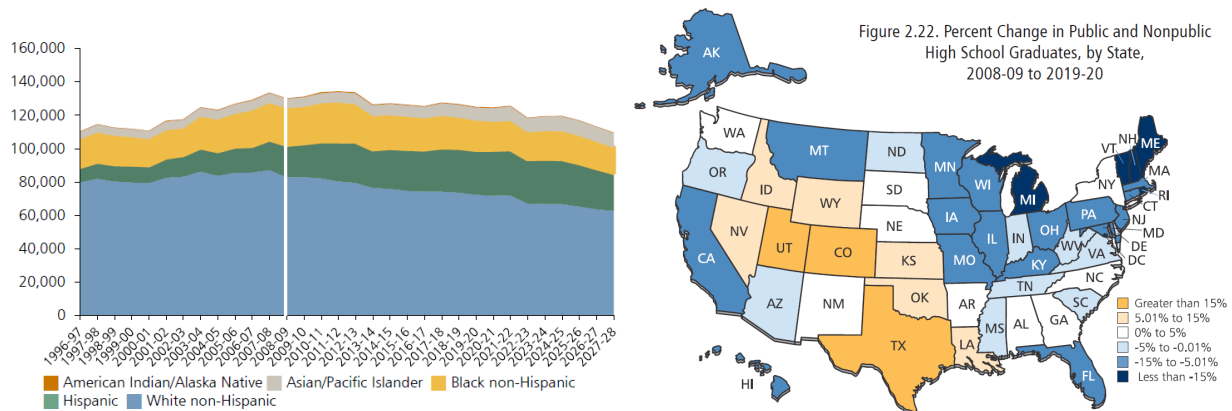 160,000
140,000
120,000
100,000
80,000
60,000
40,000
20,000
0
1996-97
1997-98
1998-99
1999-00
2000-01
2001-02
2002-03
2003-04
2004-05
2005-06
2006-07
2007-08
2008-09
2009-10
2010-11
2011-12
2012-13
2013-14
2014-15
2015-16
2016-17
2017-18
2018-19
2019-20
2020-21
2021-22
2022-23
2023-24
2024-25
2025-26
2026-27
2027-28
American Indian/Alaska Native
Asian/Pacific Islander
Black non-Hispanic
Hispanic
White non-Hispanic
Figure 2.22. Percent Change in Public and Nonpublic
High School Graduates, by State,
2008-09 to 2019-20
AK
WA
OR
CA
ID
NV
MT
WY
UT
AZ
CO
NM
ND
SD
NE
KS
OK
TX
MN
IA
MO
AR
LA
WI
IL
MI
IN
OH
KY
TN
MS
AL
GA
FL
SC
NC
VA
WV
PA
NY
VT
NH
ME
MA
RI
CT
NJ
MD
DE
DC
HI
Greater than 15%
5.01% to 15%
0% to 5%
-5% to -0.01%
-15% to -5.01%
Less than -15%